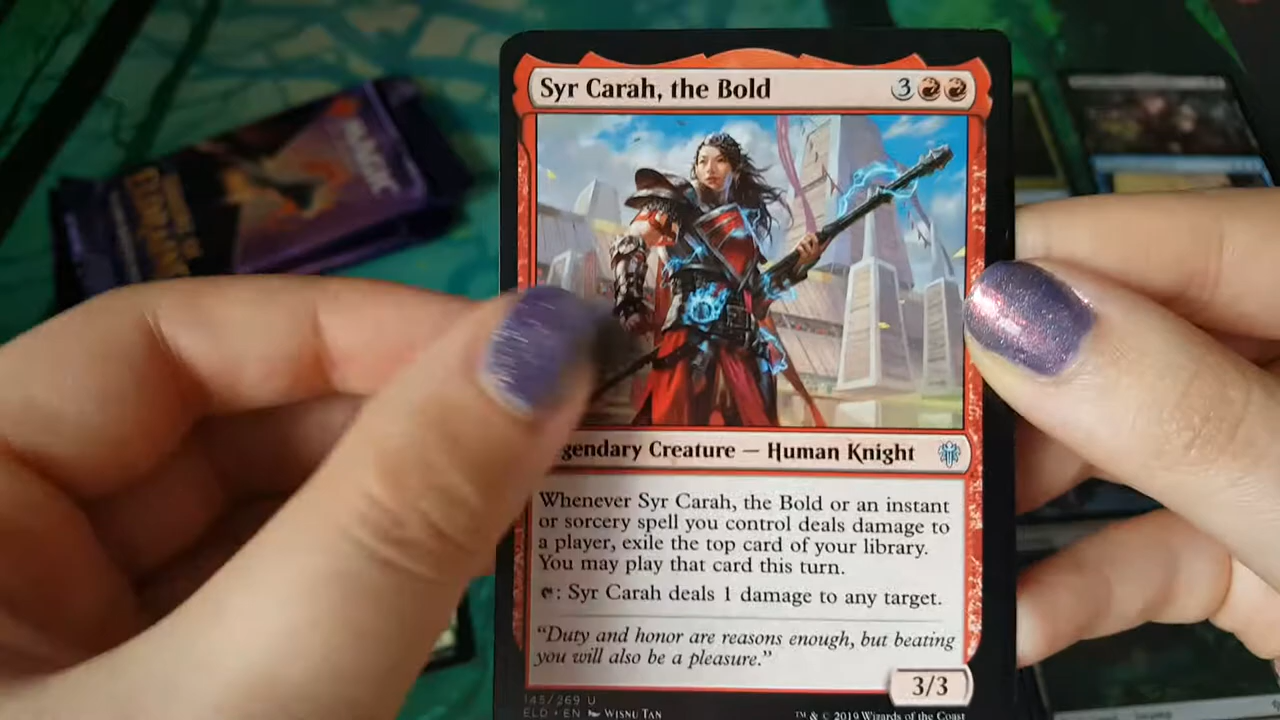 MAGIC
ELDRAINE
Syr Carah, the Bold 3
gendary Creature — Human Knight
Whenever Syr Carah, the Bold or an instant
or sorcery spell you control deals damage to
a player, exile the top card of your library.
You may play that card this turn.
: Syr Carah deals 1 damage to any target.
“Duty and honor are reasons enough, but beating
you will also be a pleasure.”
3/3
145/269 U
ELD • EN Wisnu Tan
™ & © 2019 Wizards of the Coast